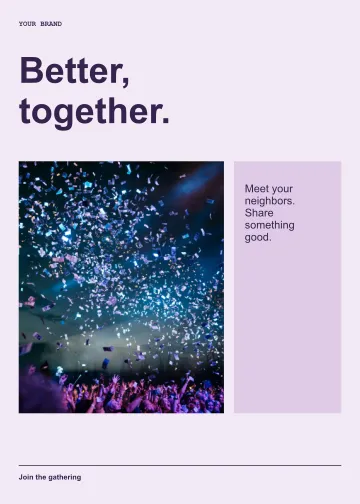 YOUR BRAND
Better,
together.
Meet your
neighbors.
Share
something
good.
Join the gathering